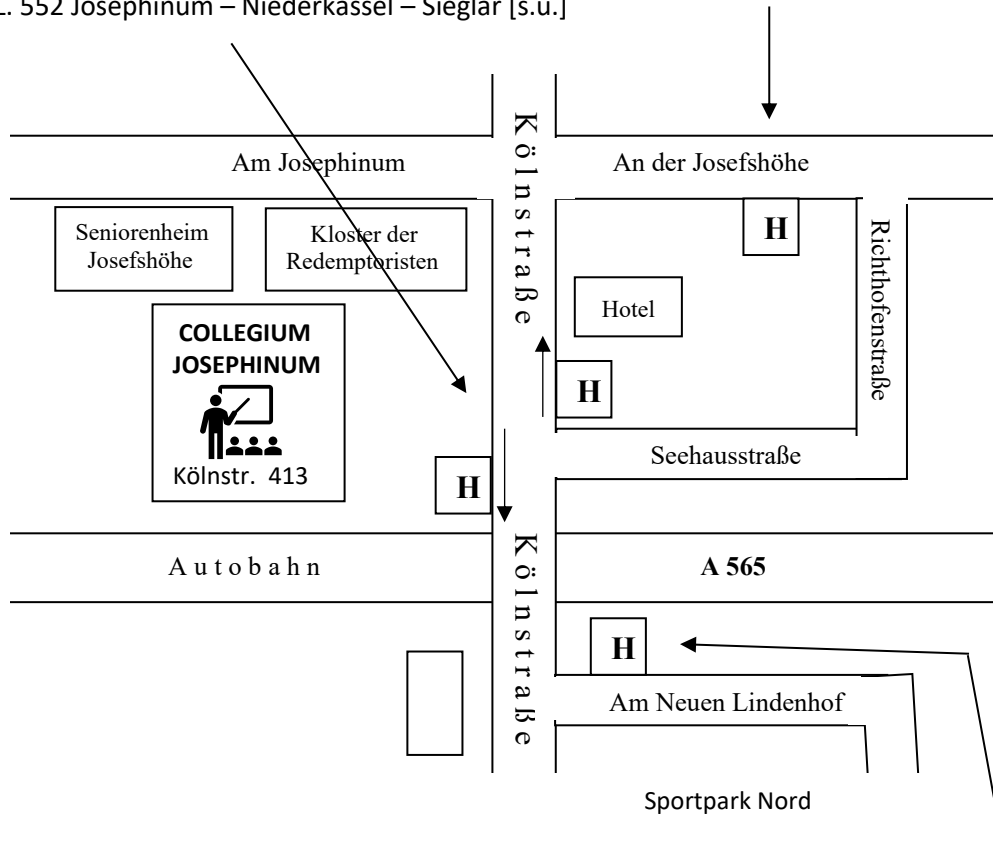 L. 552 Josephinum – Niederkassel – Sieglar [s.u.]
Kölnstraße
Am Josephinum
An der Josefshöhe
Seniorenheim
Josefshöhe
Kloster der
Redemptoristen
H
Richthofenstraße
Hotel
COLLEGIUM
JOSEPHINUM
Kölnstr. 413
H
Seehausstraße
H
Autobahn
A 565
Kölnstraße
H
Am Neuen Lindenhof
Sportpark Nord